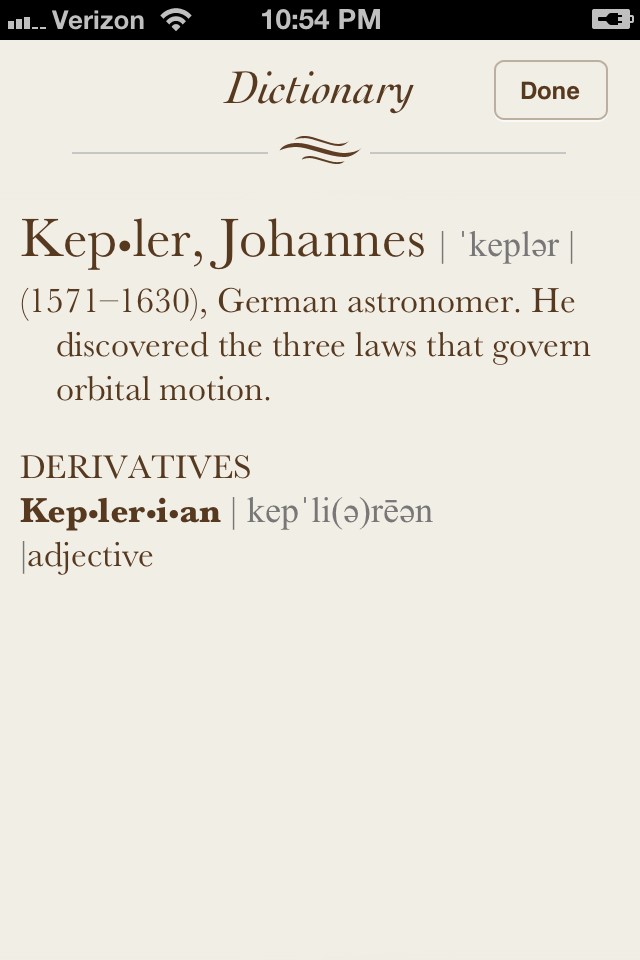 Verizon 10:54 PM
Dictionary Done
Kep•ler, Johannes | ˈkeplər |
(1571–1630), German astronomer. He
discovered the three laws that govern
orbital motion.
DERIVATIVES
Kep•ler•i•an | kepˈli(ə)rēən
|adjective